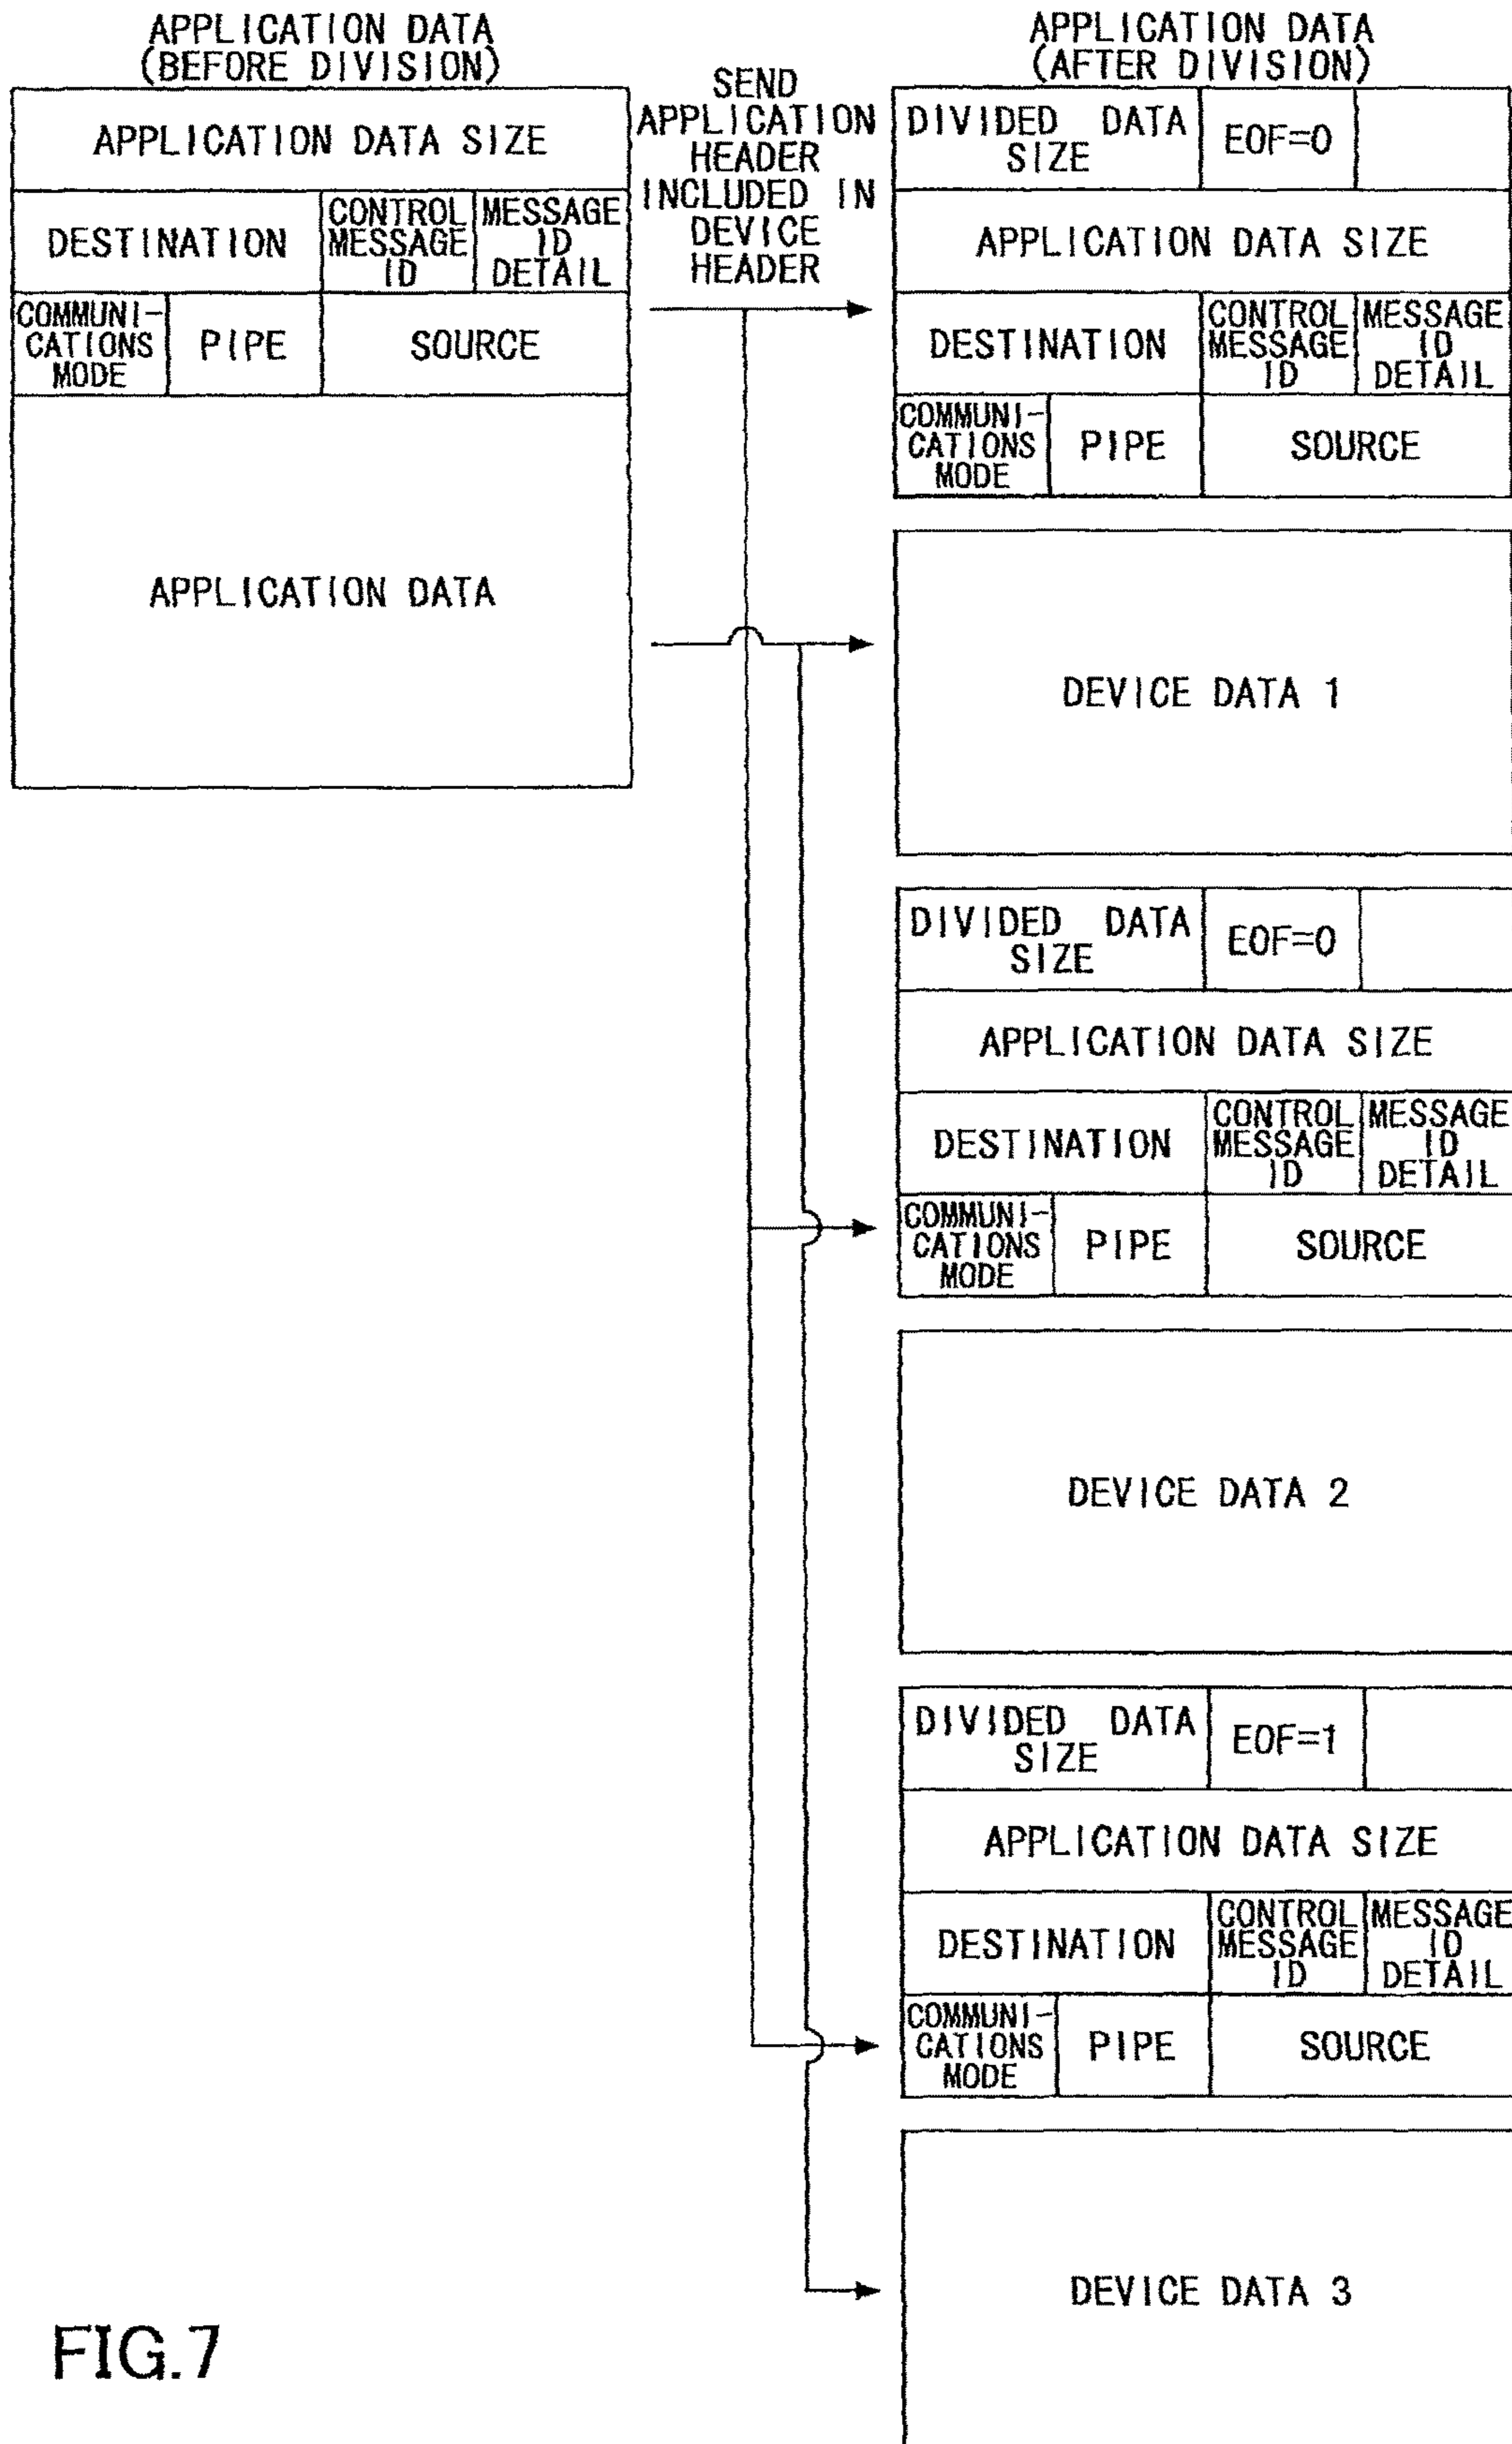 APPLICATION DATA
(BEFORE DIVISION)
APPLICATION DATA SIZE
DESTINATION
CONTROL
MESSAGE
ID
MESSAGE
ID
DETAIL
COMMUNI-
CATIONS
MODE
PIPE
SOURCE
APPLICATION DATA
SEND
APPLICATION
HEADER
INCLUDED IN
DEVICE
HEADER
APPLICATION DATA
(AFTER DIVISION)
DIVIDED DATA
SIZE
EOF=0
APPLICATION DATA SIZE
DESTINATION
CONTROL
MESSAGE
ID
MESSAGE
ID
DETAIL
COMMUNI-
CATIONS
MODE
PIPE
SOURCE
DEVICE DATA 1
DIVIDED DATA
SIZE
EOF=0
APPLICATION DATA SIZE
DESTINATION
CONTROL
MESSAGE
ID
MESSAGE
ID
DETAIL
COMMUNI-
CATIONS
MODE
PIPE
SOURCE
DEVICE DATA 2
DIVIDED DATA
SIZE
EOF=1
APPLICATION DATA SIZE
DESTINATION
CONTROL
MESSAGE
ID
MESSAGE
ID
DETAIL
COMMUNI-
CATIONS
MODE
PIPE
SOURCE
DEVICE DATA 3
FIG.7